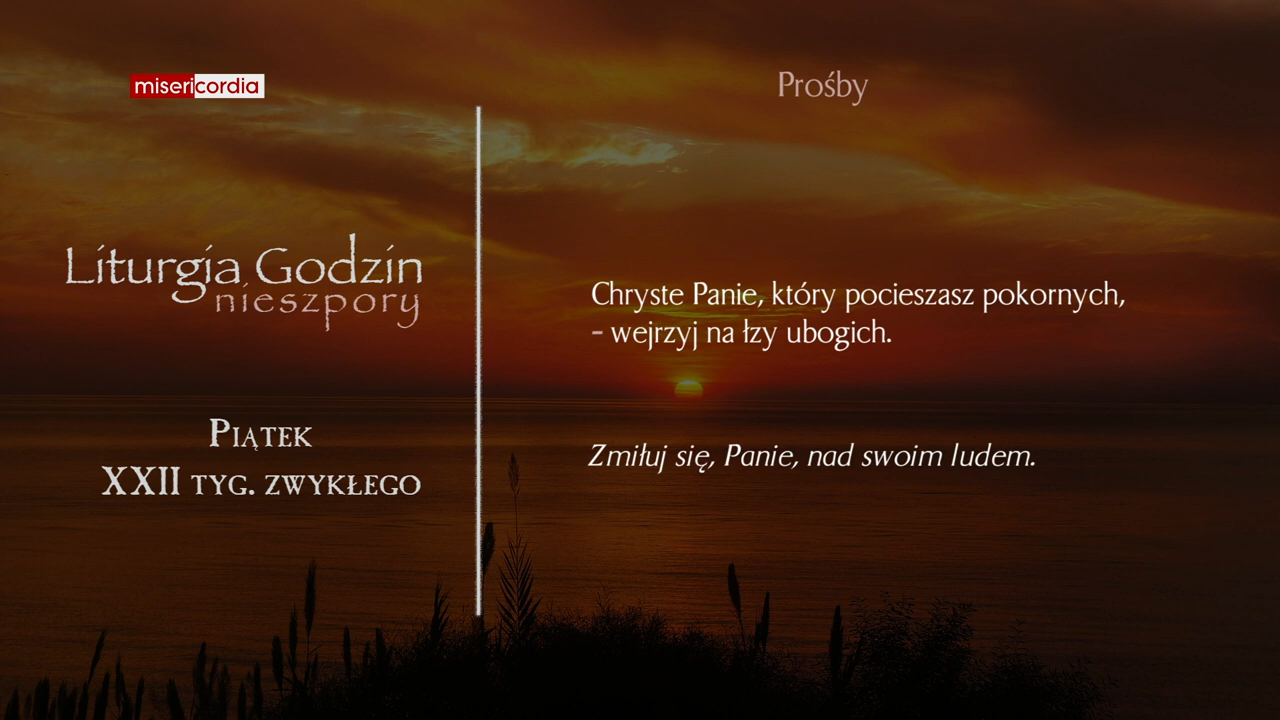 misericordia
Liturgia Godzin
nieszpory
Piątek
XXII tyg. zwykłego
Prośby
Chryste Panie, który pocieszasz pokornych,
- wejrzyj na łzy ubogich.
Zmiłuj się, Panie, nad swoim ludem.